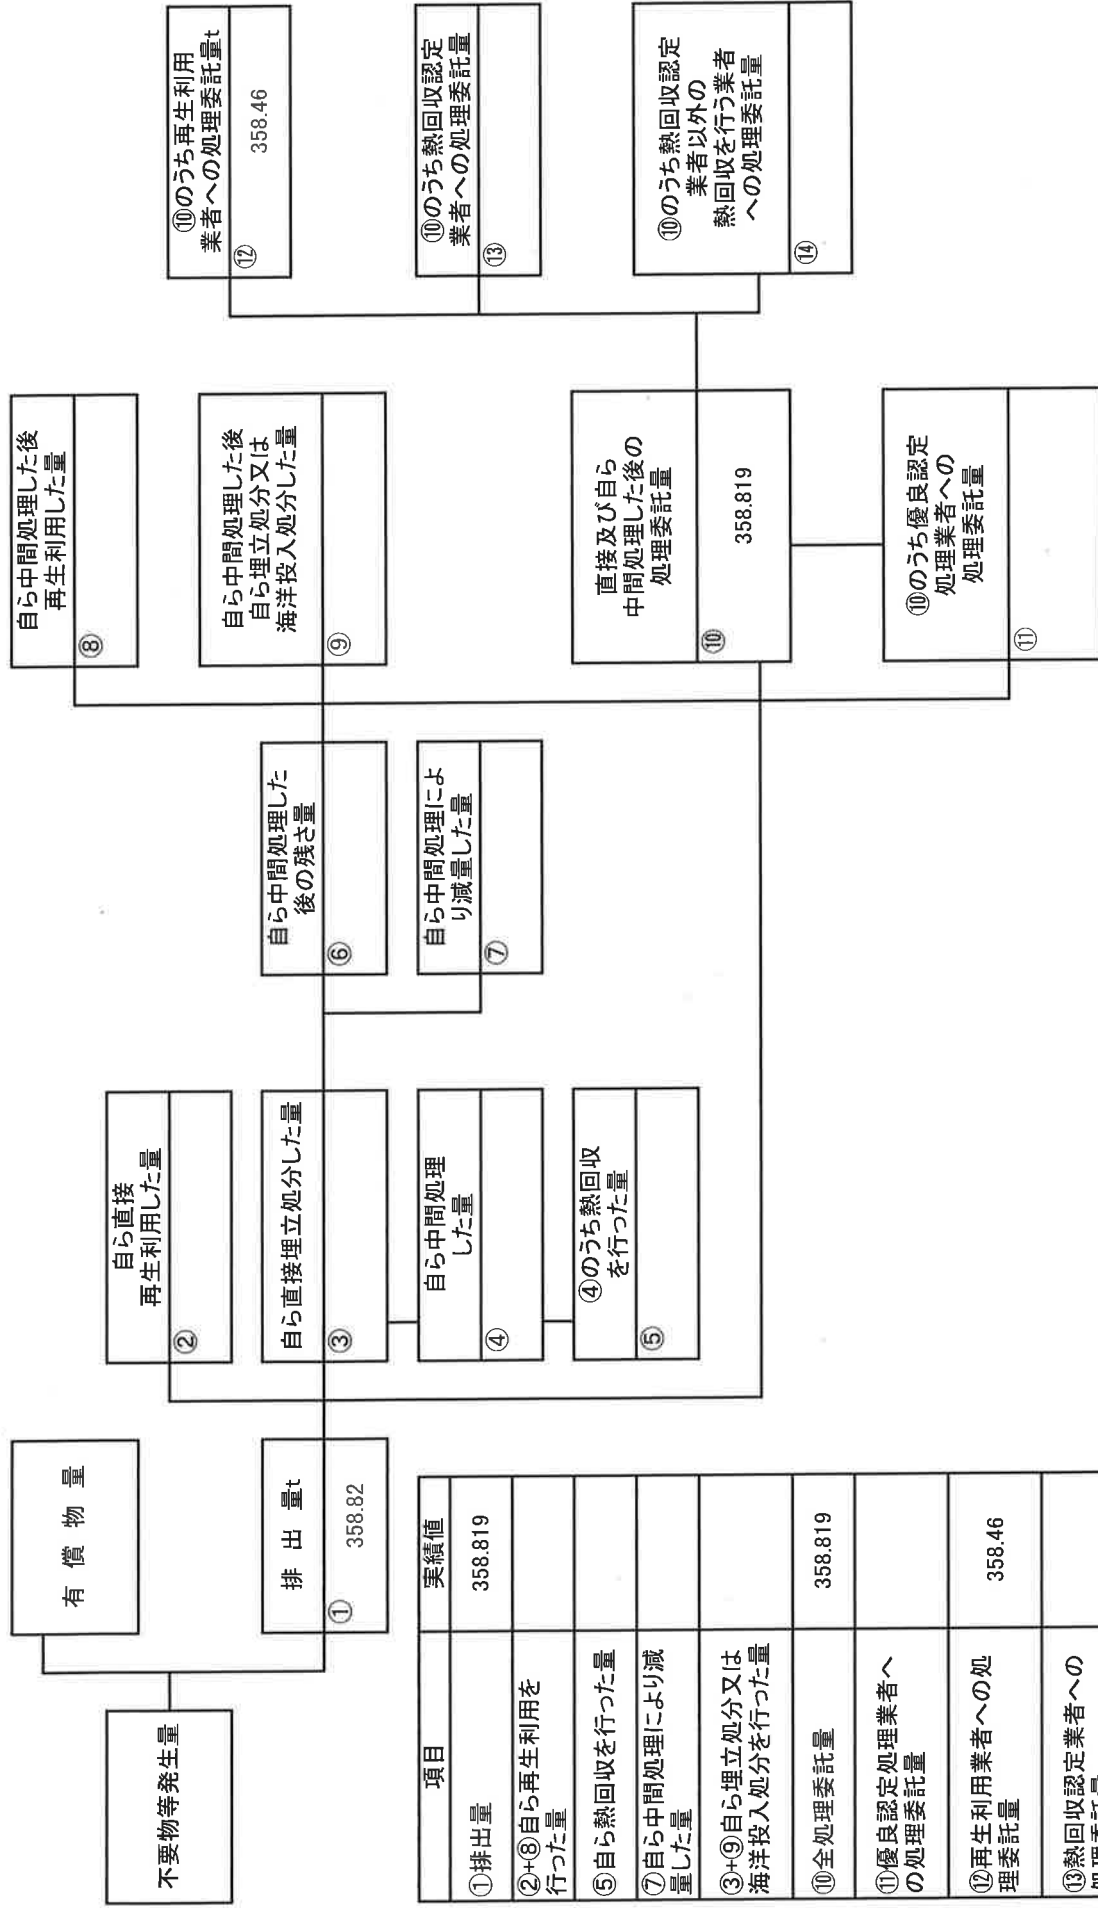 不要物等発生量
有 償 物 量
排 出 量t
①
358.82
自ら直接
再生利用した量
②
自ら直接埋立処分した量
③
自ら中間処理
した量
④
④のうち熱回収
を行った量
⑤
自ら中間処理した
後の残さ量
⑥
自ら中間処理によ
り減量した量
⑦
自ら中間処理した後
再生利用した量
⑧
自ら中間処理した後
自ら埋立処分又は
海洋投入処分した量
⑨
直接及び自ら
中間処理した後の
処理委託量
⑩
358.819
⑩のうち優良認定
処理業者への
処理委託量
⑪
⑩のうち再生利用
業者への処理委託量t
⑫
358.46
⑩のうち熱回収認定
業者への処理委託量
⑬
⑩のうち熱回収認定
業者以外の
熱回収を行う業者
への処理委託量
⑭
項目
実績値
①排出量
358.819
②+⑧自ら再生利用を
行った量
⑤自ら熱回収を行った量
⑦自ら中間処理により減
量した量
③+⑨自ら埋立処分又は
海洋投入処分を行った量
⑩全処理委託量
358.819
⑪優良認定処理業者へ
の処理委託量
⑫再生利用業者への処
理委託量
358.46
⑬熱回収認定業者への